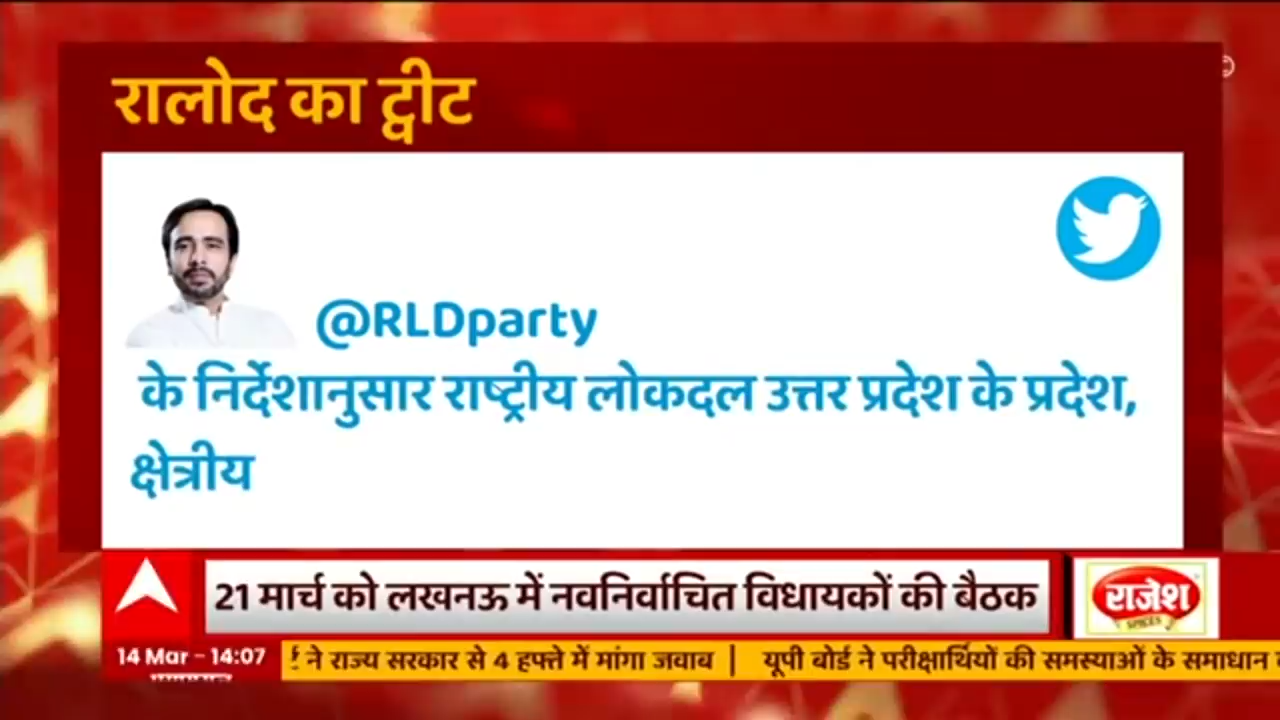 रालोद का ट्वीट
@RLDparty
के निर्देशानुसार राष्ट्रीय लोकदल उत्तर प्रदेश के प्रदेश,
क्षेत्रीय
21 मार्च को लखनऊ में नवनिर्वाचित विधायकों की बैठक
राजेश
SPICES
14 Mar - 14:07
ने राज्य सरकार से 4 हफ्ते में मांगा जवाब | यूपी बोर्ड ने परीक्षार्थियों की समस्याओं के समाधान